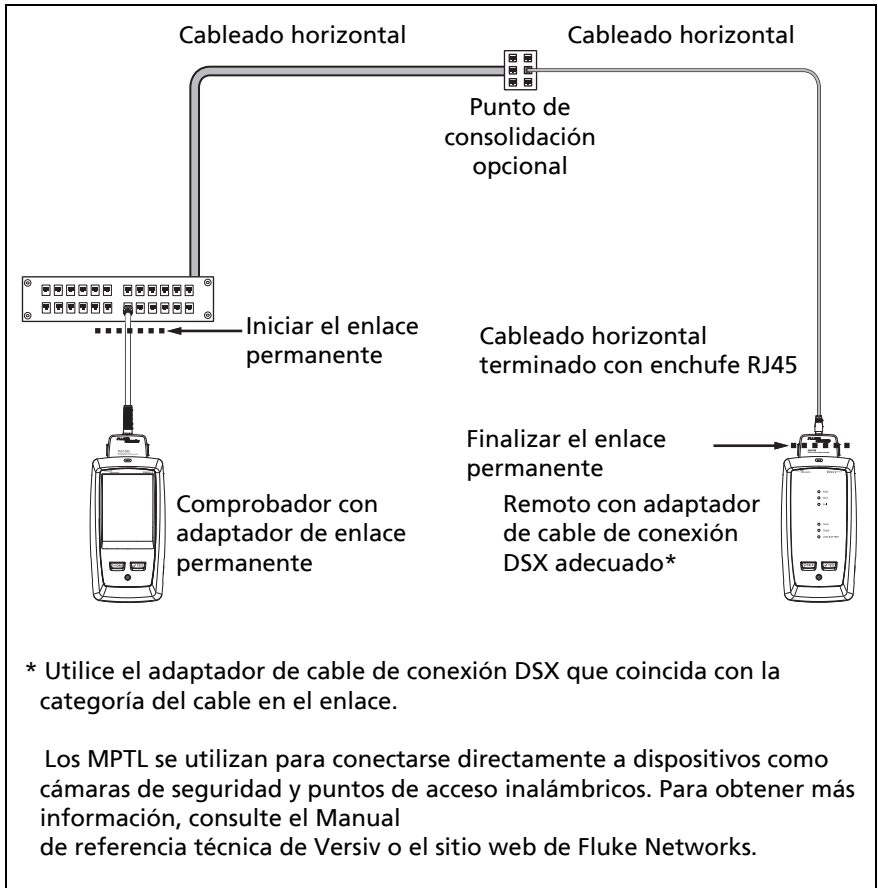 Cableado horizontal
Cableado horizontal
Punto de
consolidación
opcional
Iniciar el enlace
permanente
Cableado horizontal
terminado con enchufe RJ45
Finalizar el enlace
permanente
Comprobador con
adaptador de enlace
permanente
Remoto con adaptador
de cable de conexión
DSX adecuado*
* Utilice el adaptador de cable de conexión DSX que coincida con la
categoría del cable en el enlace.
Los MPTL se utilizan para conectarse directamente a dispositivos como
cámaras de seguridad y puntos de acceso inalámbricos. Para obtener más
información, consulte el Manual
de referencia técnica de Versiv o el sitio web de Fluke Networks.